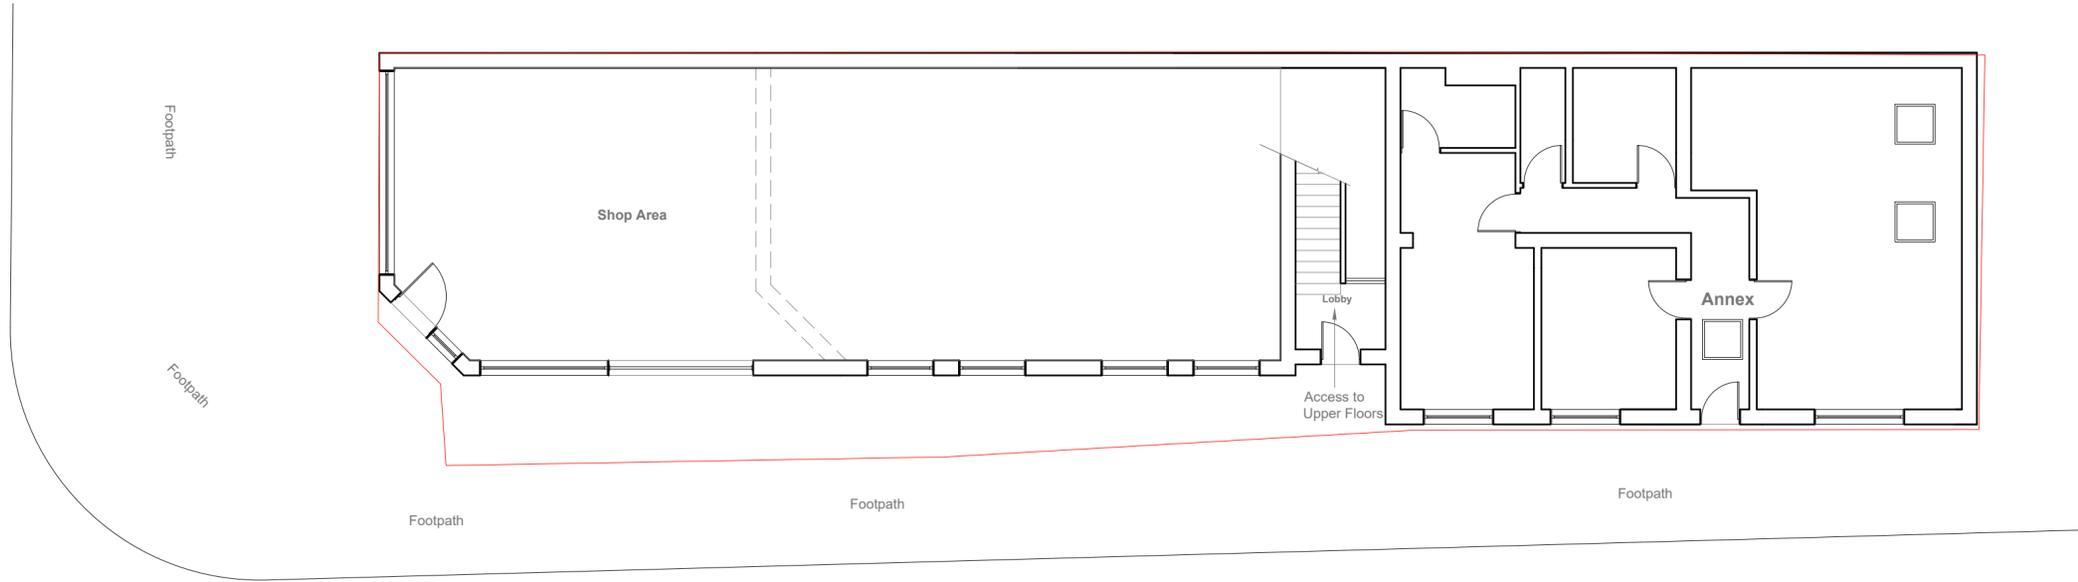 Footpath
Shop Area
Lobby
Annex
Access to
Upper Floors
Footpath
Footpath
Footpath
Footpath